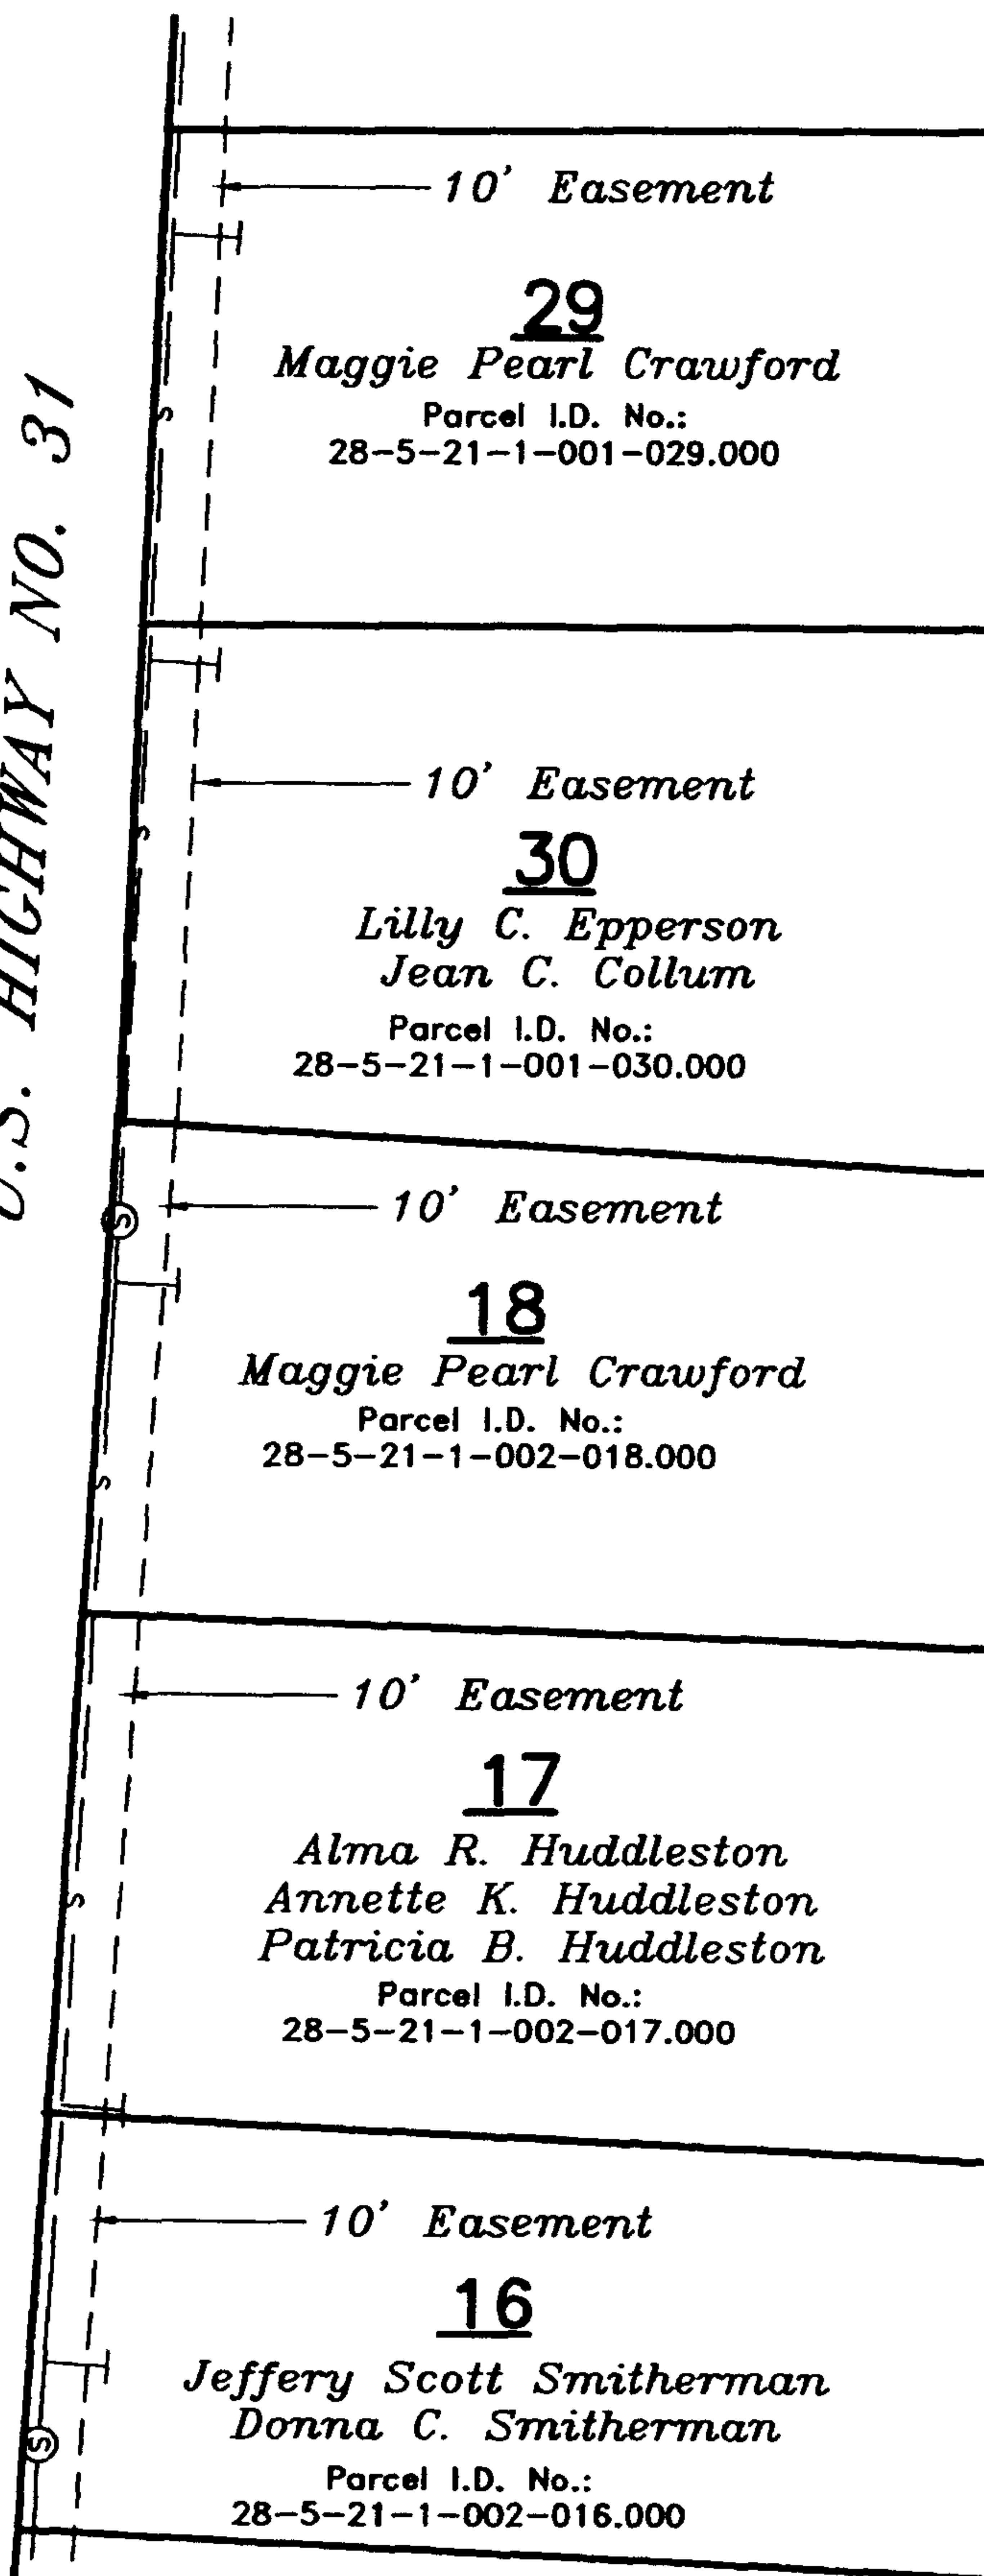 U.S. HIGHWAY NO. 31
10' Easement
29
Maggie Pearl Crawford
Parcel I.D. No.:
28-5-21-1-001-029.000
S
10' Easement
30
Lilly C. Epperson
Jean C. Collum
Parcel I.D. No.:
28-5-21-1-001-030.000
S
10' Easement
S
18
Maggie Pearl Crawford
Parcel I.D. No.:
28-5-21-1-002-018.000
S
10' Easement
17
Alma R. Huddleston
Annette K. Huddleston
Patricia B. Huddleston
Parcel I.D. No.:
28-5-21-1-002-017.000
S
10' Easement
16
Jeffery Scott Smitherman
Donna C. Smitherman
Parcel I.D. No.:
28-5-21-1-002-016.000
S